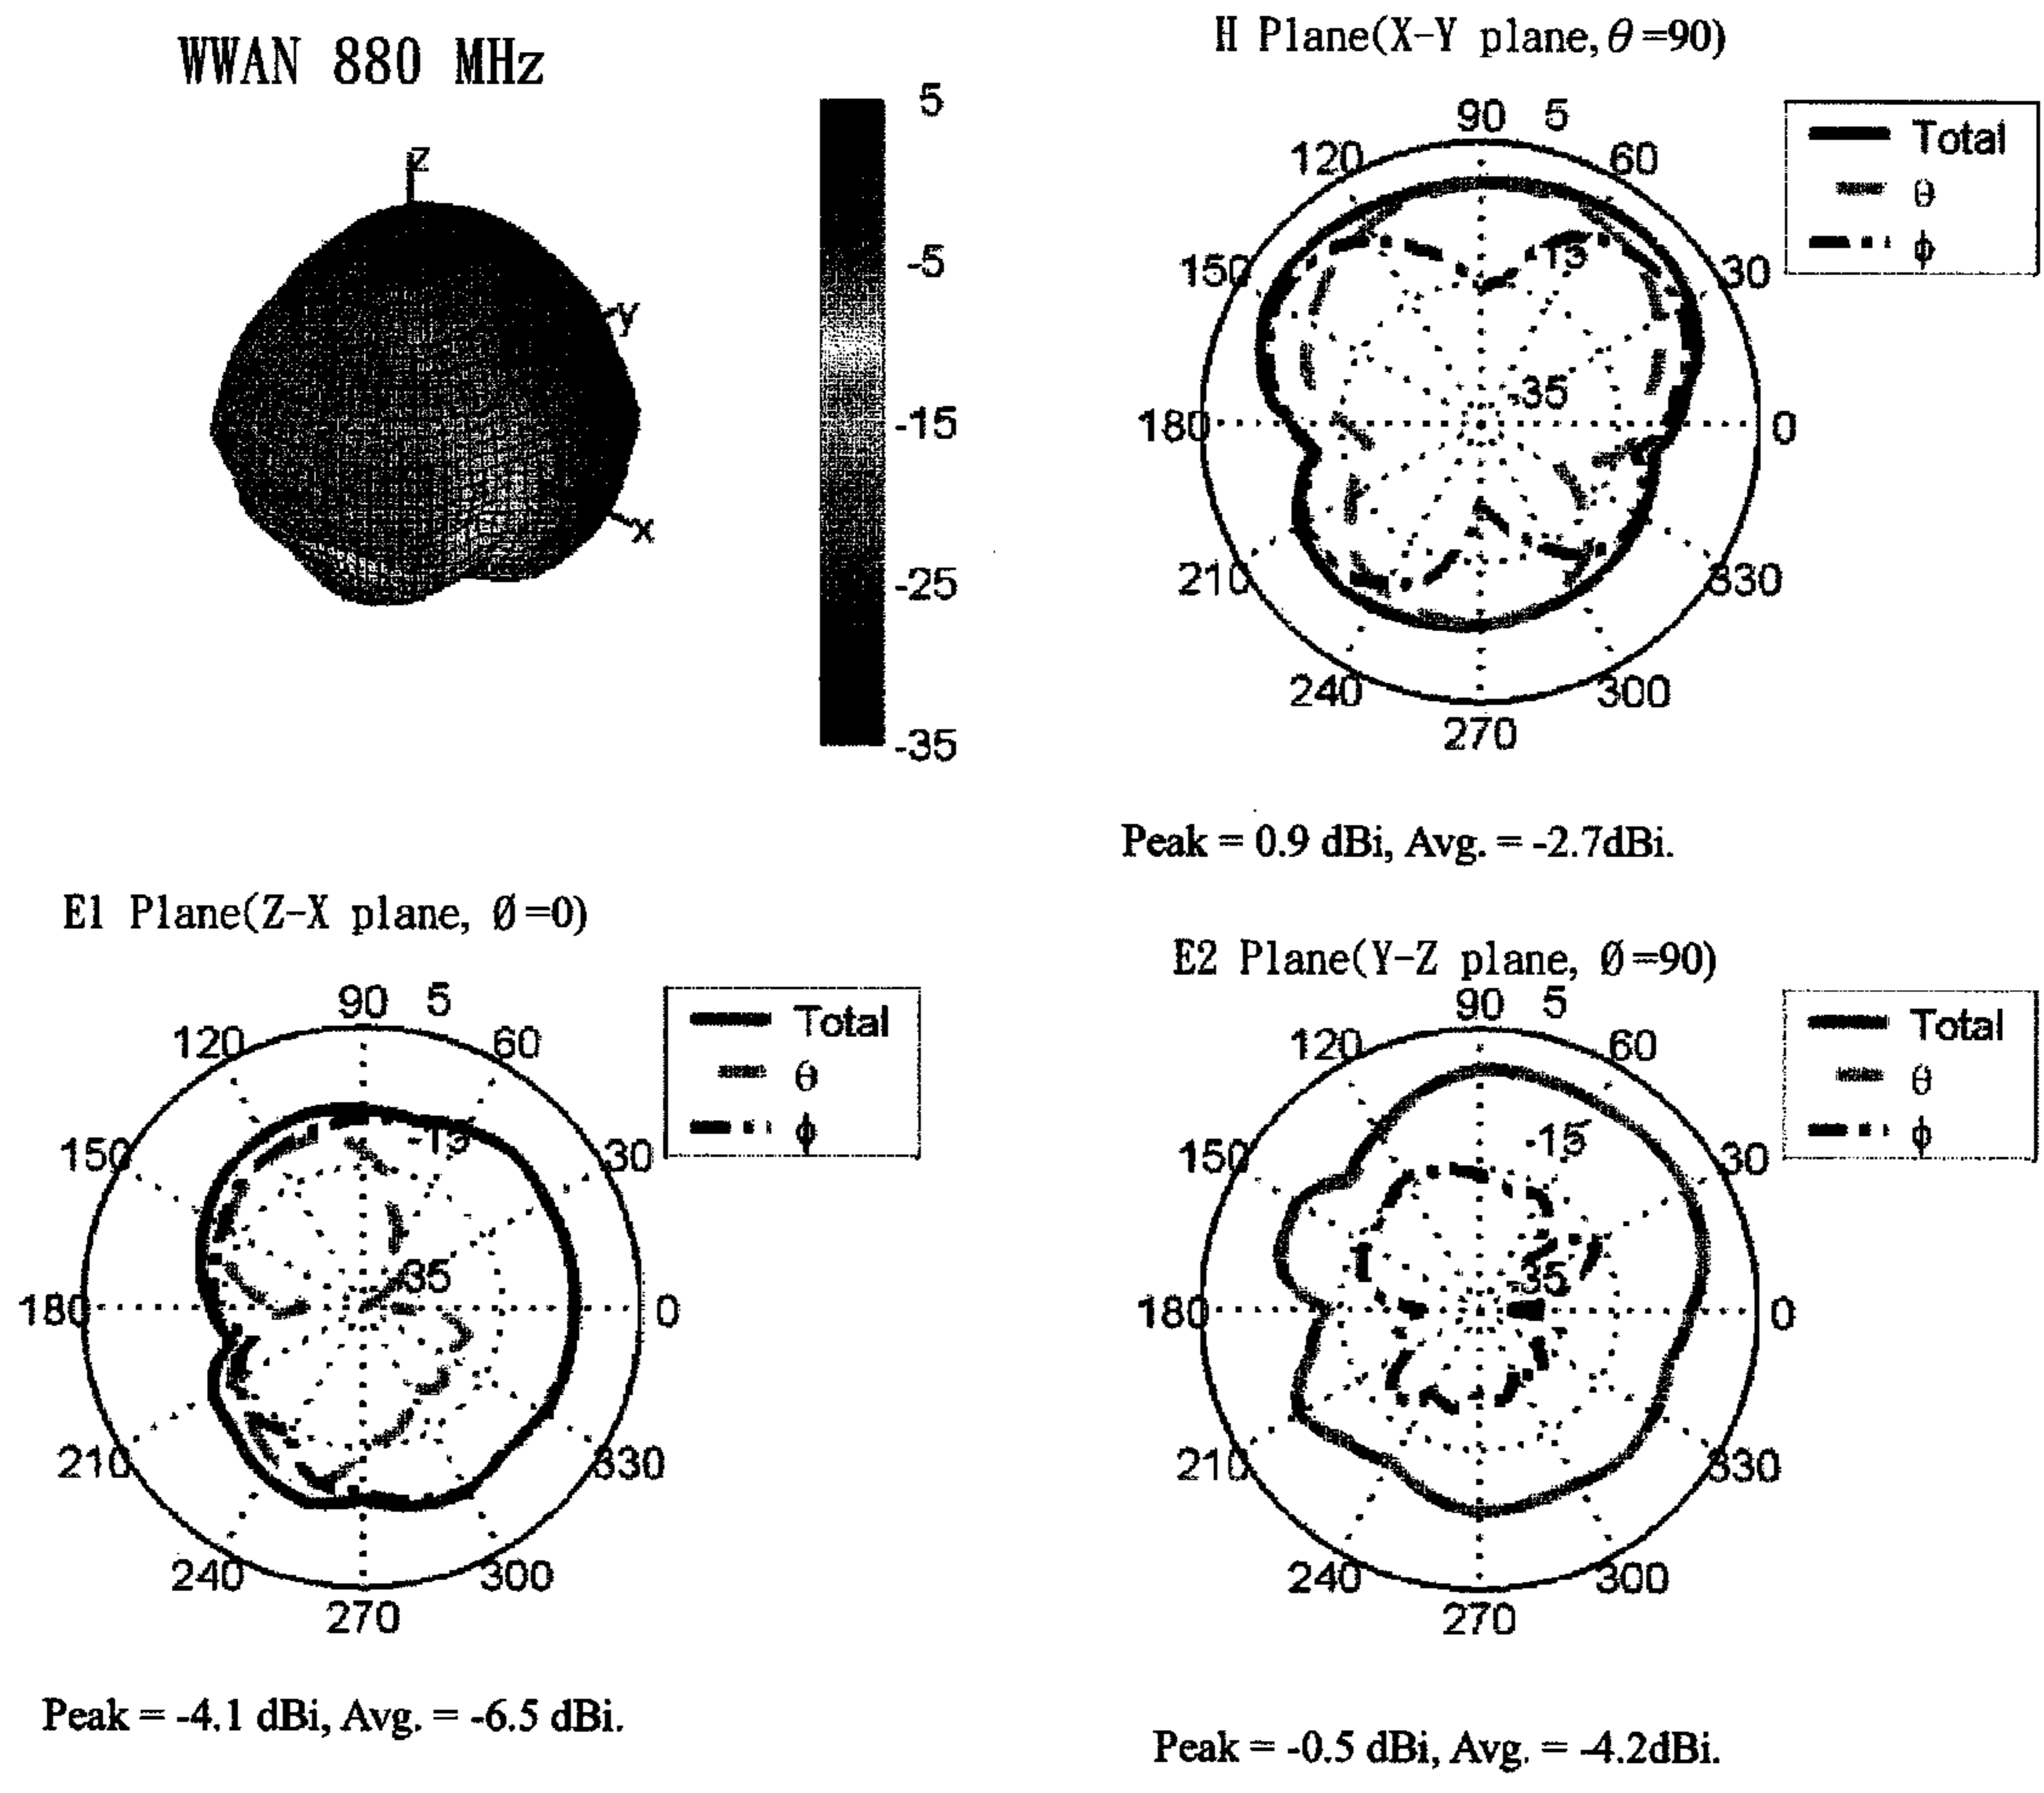 WWAN 880 MHz
Z
Y
X
5
-5
-15
-25
-35
H Plane(X-Y plane, θ=90)
90 5
120 60
150 30
-15
-35
180 0
210 330
240 300
270
Total
θ
ϕ
Peak = 0.9 dBi, Avg. = -2.7dBi.
E1 Plane(Z-X plane, Ø=0)
90 5
120 60
150 30
-15
-35
180 0
210 330
240 300
270
Total
θ
ϕ
Peak = -4.1 dBi, Avg. = -6.5 dBi.
E2 Plane(Y-Z plane, Ø=90)
90 5
120 60
150 30
-15
-35
180 0
210 330
240 300
270
Total
θ
ϕ
Peak = -0.5 dBi, Avg. = -4.2dBi.